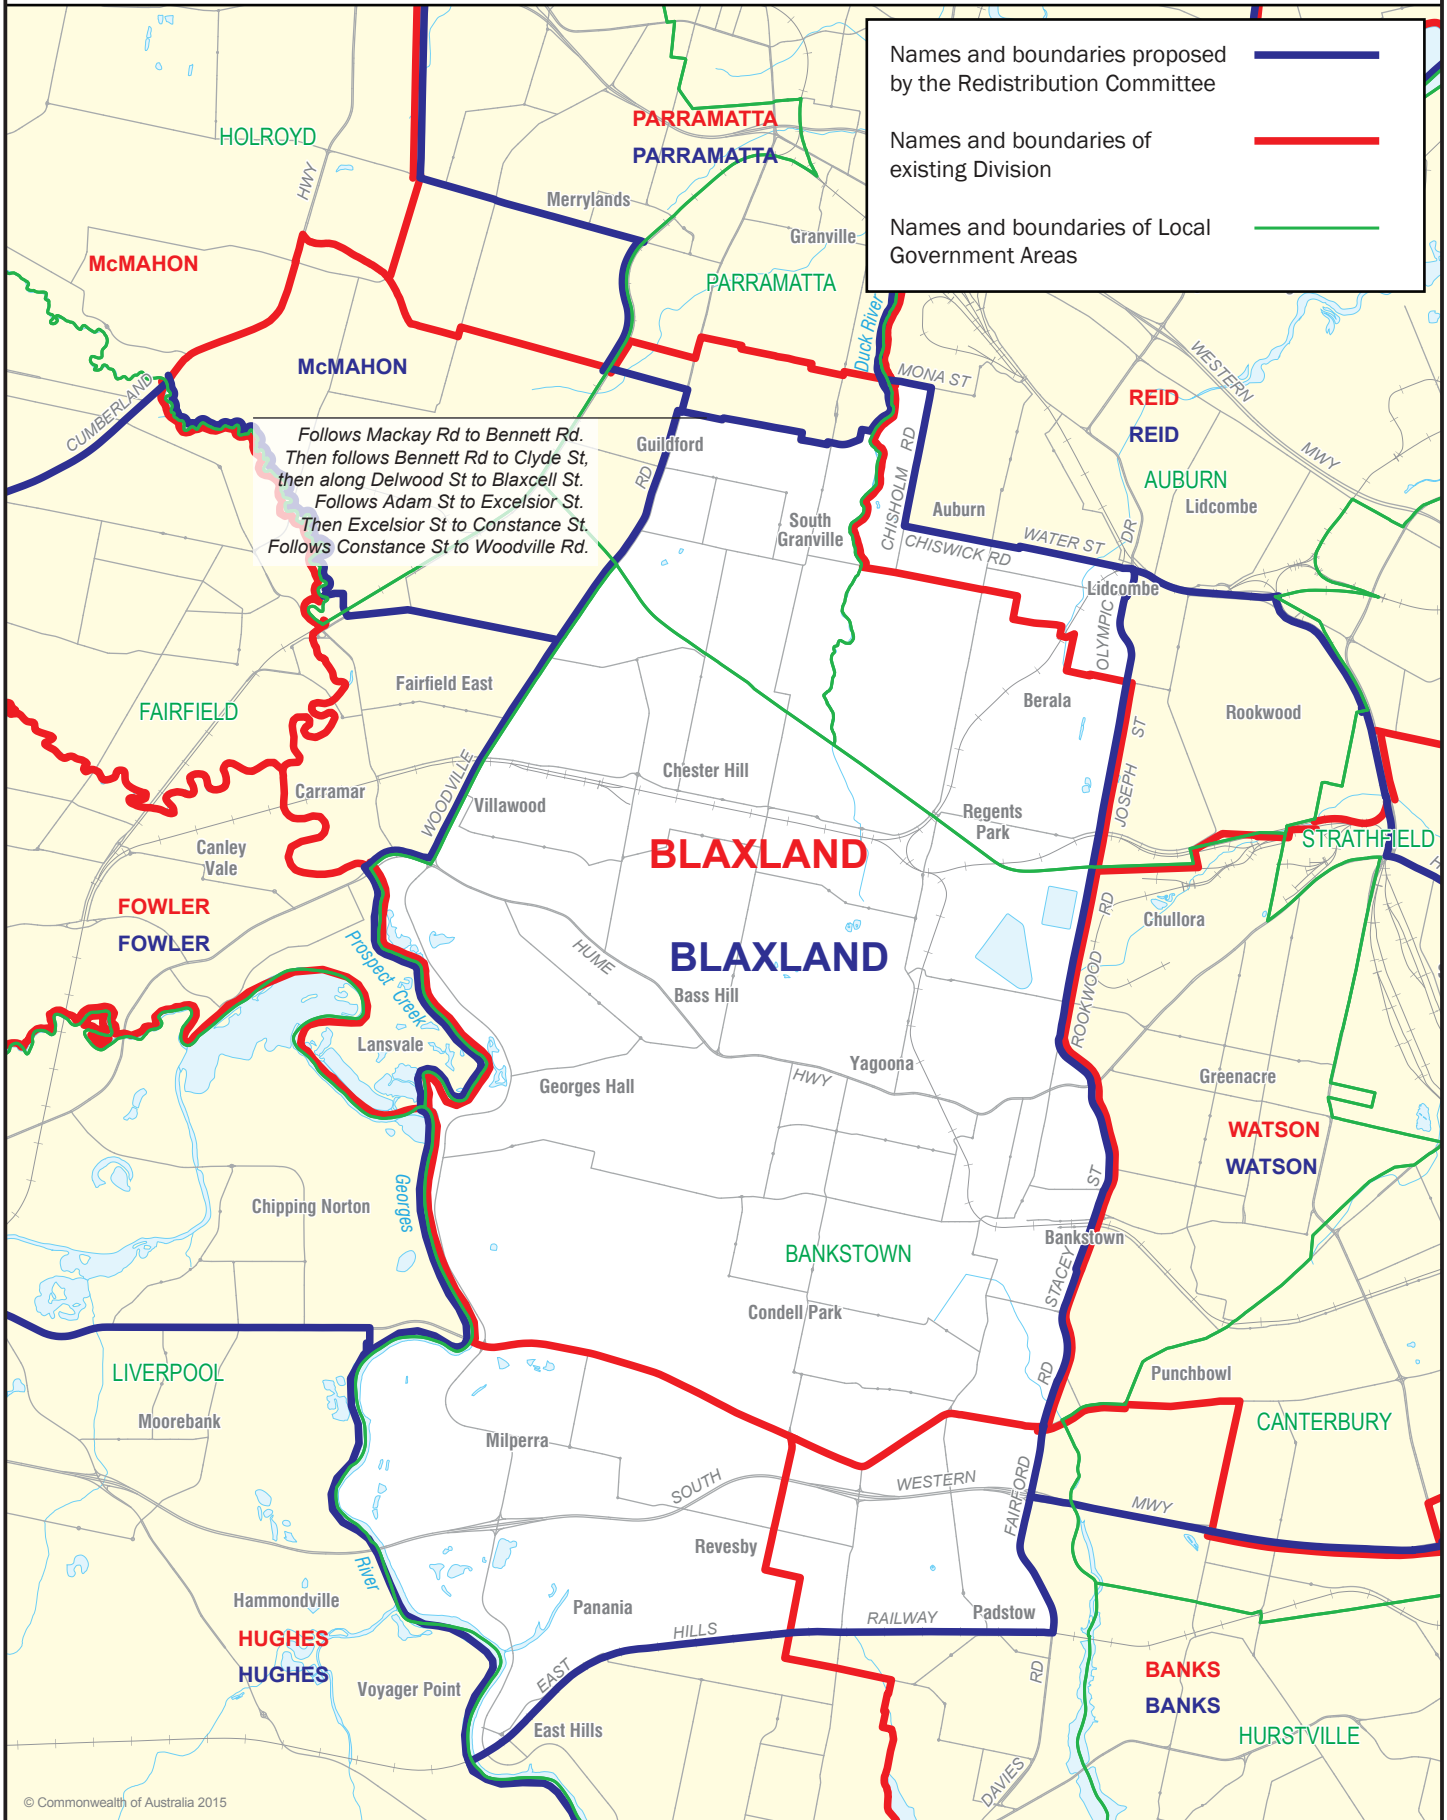 Names and boundaries proposed
by the Redistribution Committee
Names and boundaries of
existing Division
Names and boundaries of Local
Government Areas
HOLROYD
HWY
PARRAMATTA
PARRAMATTA
Merrylands
Granville
McMAHON
PARRAMATTA
Duck River
McMAHON
MONA ST
WESTERN
MWY
REID
REID
CUMBERLAND
Follows Mackay Rd to Bennett Rd.
Then follows Bennett Rd to Clyde St,
then along Delwood St to Blaxcell St.
Follows Adam St to Excelsior St.
Then Excelsior St to Constance St.
Follows Constance St to Woodville Rd.
Guildford
RD
CHISHOLM RD
AUBURN
Lidcombe
Auburn
South
Granville
CHISWICK RD
WATER ST
OLYMPIC DR
Lidcombe
Fairfield East
FAIRFIELD
Berala
Rookwood
JOSEPH ST
Chester Hill
Carramar
WOODVILLE
Villawood
Regents
Park
STRATHFIELD
Canley
Vale
BLAXLAND
FOWLER
FOWLER
ROOKWOOD RD
Chullora
Prospect Creek
HUME
BLAXLAND
Bass Hill
Lansvale
Yagoona
HWY
Georges Hall
Greenacre
WATSON
WATSON
Georges
Chipping Norton
ST
Bankstown
BANKSTOWN
STACEY
Condell Park
LIVERPOOL
RD
Punchbowl
Moorebank
CANTERBURY
Milperra
SOUTH
WESTERN
FAIRFORD
MWY
Revesby
River
Hammondville
Panania
RAILWAY
Padstow
HILLS
HUGHES
HUGHES
EAST
RD
BANKS
BANKS
Voyager Point
East Hills
HURSTVILLE
DAVIES
© Commonwealth of Australia 2015